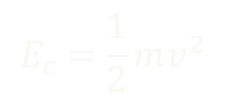 E_c = \frac{1}{2} mv^2